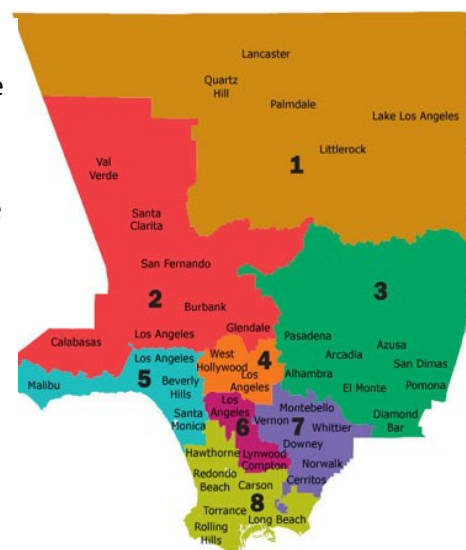 e
e
Lancaster
Quartz
Hill
Palmdale
Lake Los Angeles
Littlerock
1
Val
Verde
Santa
Clarita
San Fernando
2
Burbank
Glendale
Los Angeles
Calabasas
3
Pasadena
Azusa
Arcadia
San Dimas
Alhambra
El Monte
Pomona
Diamond
Bar
West
Hollywood
4
Los
Angeles
Los Angeles
5
Beverly
Hills
Malibu
Santa
Monica
Los
Angeles
6
Lynwood
Compton
Montebello
Vernon
7
Whittier
Downey
Norwalk
Cerritos
Hawthorne
Redondo
Beach
Carson
8
Torrance
Long Beach
Rolling
Hills